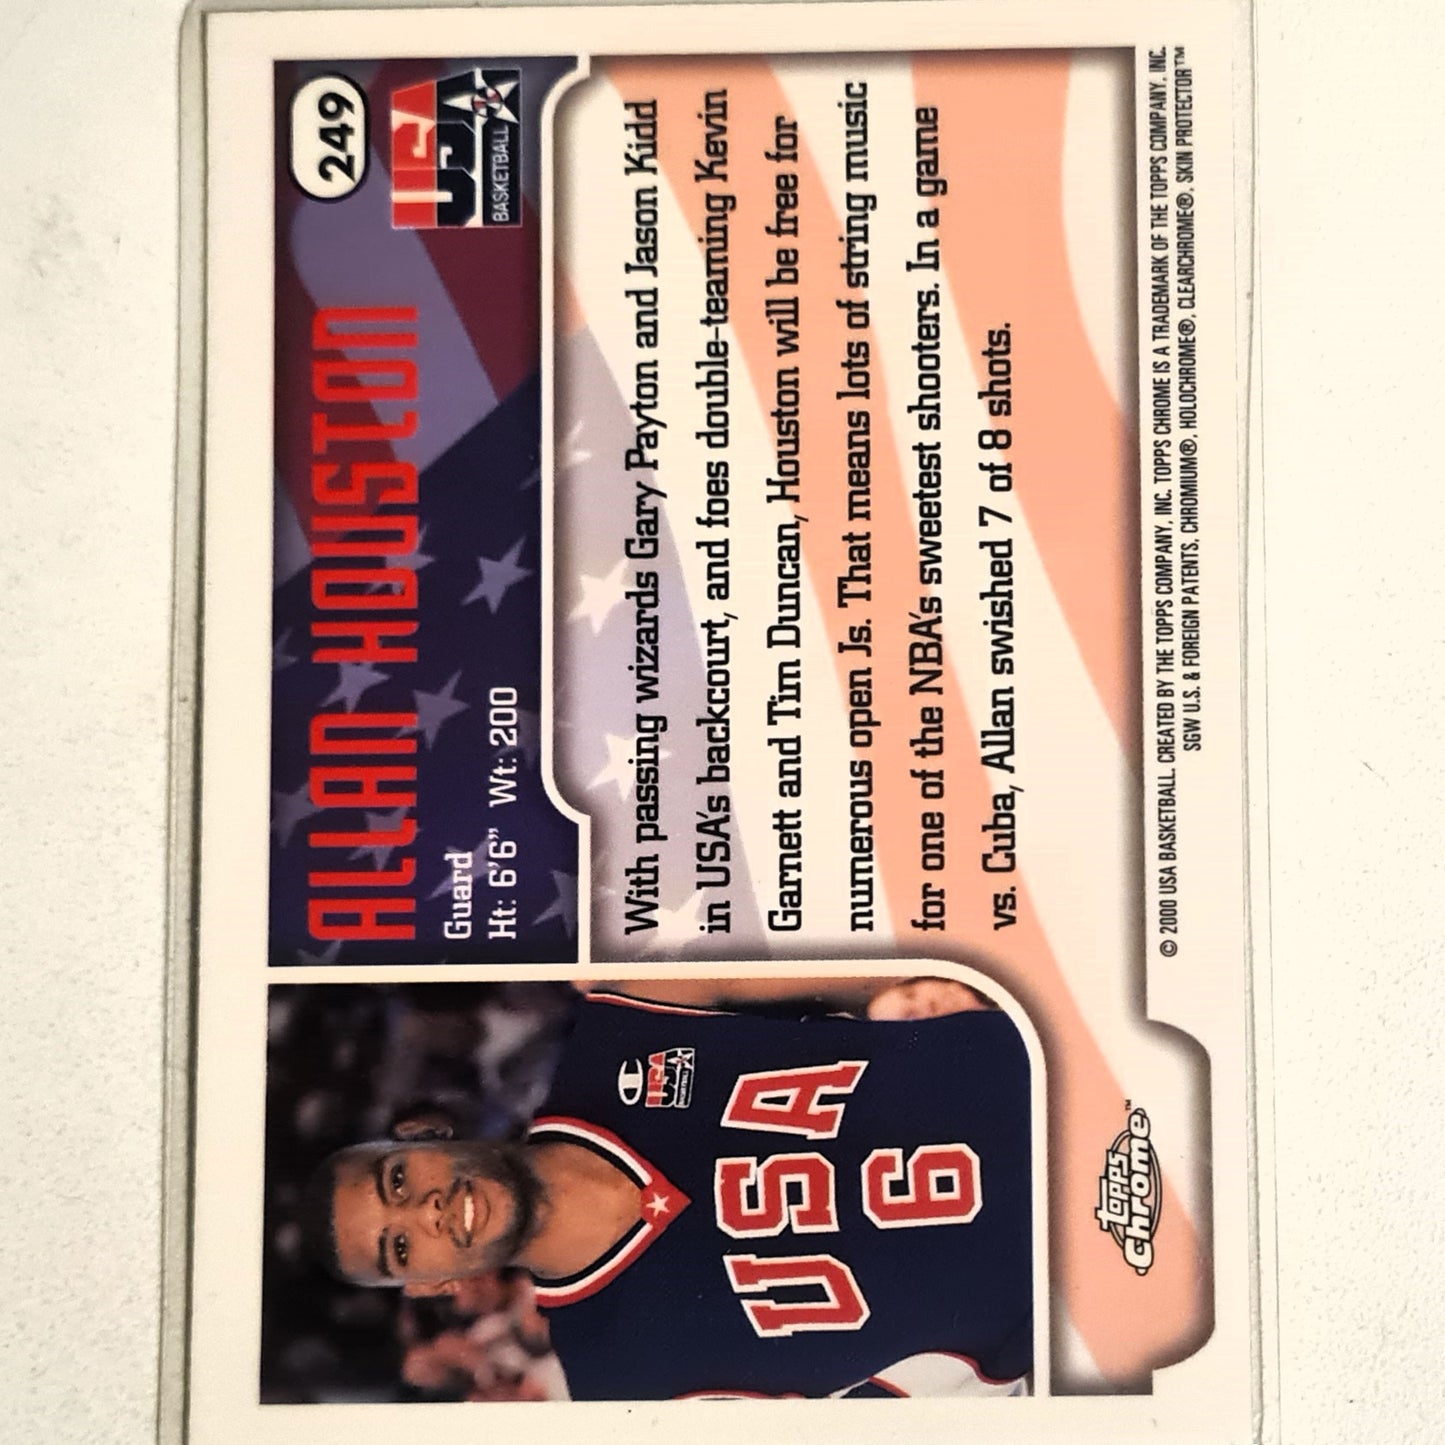 249
ALLAN HOUSTON
USA
BASKETBALL
Guard
Ht: 6'6" Wt: 200
With passing wizards Gary Payton and Jason Kidd
in USA's backcourt, and foes double-teaming Kevin
Garnett and Tim Duncan, Houston will be free for
numerous open Js. That means lots of string music
for one of the NBA's sweetest shooters. In a game
vs. Cuba, Allan swished 7 of 8 shots.
C
USA
BASKETBALL
USA
6
topps
chrome™
© 2000 USA BASKETBALL. CREATED BY THE TOPPS COMPANY, INC. TOPPS CHROME IS A TRADEMARK OF THE TOPPS COMPANY, INC.
SGW U.S. & FOREIGN PATENTS, CHROMIUM®, HOLOCHROME®, CLEARCHROME®, SKIN PROTECTOR™